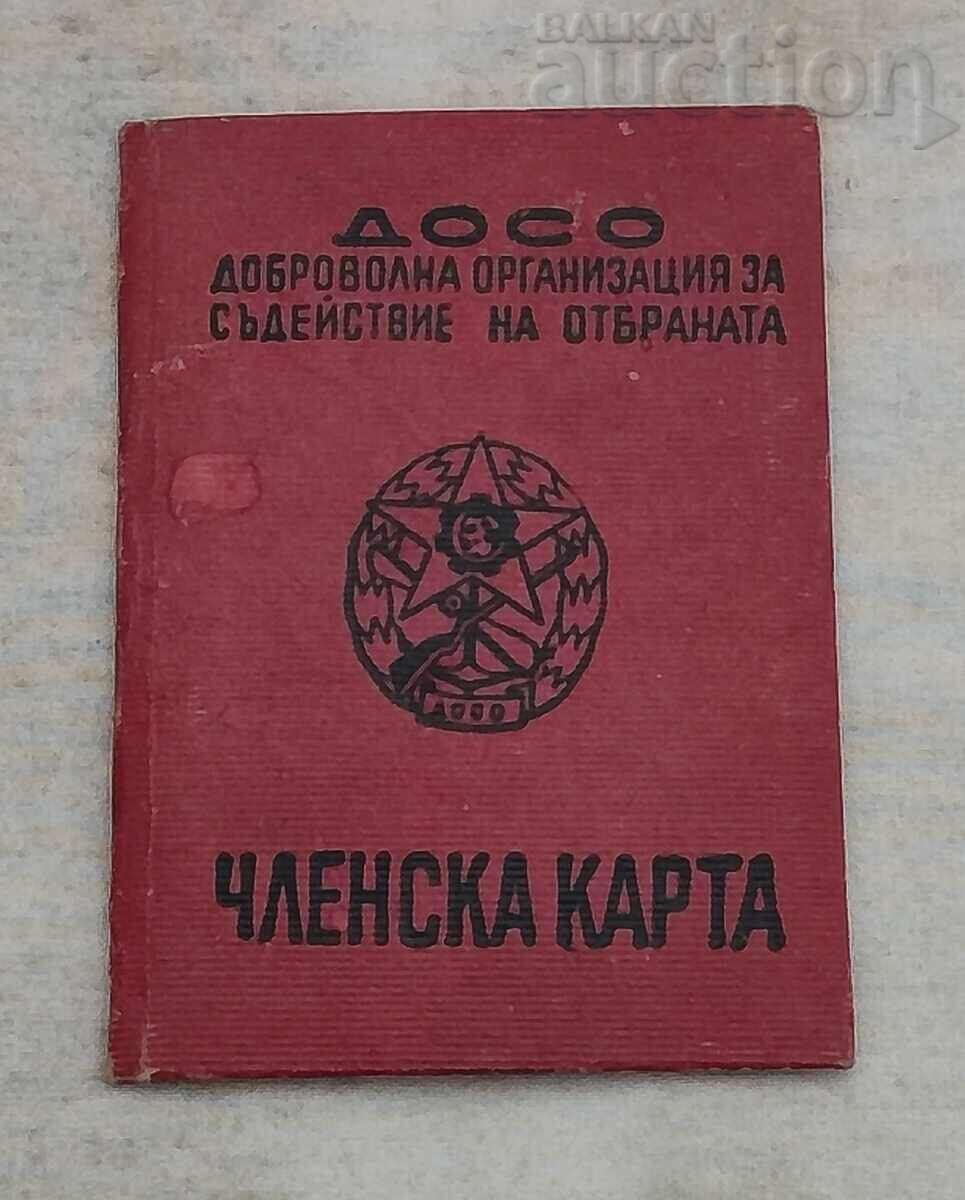 BALKAN
auction
ДОСО
ДОБРОВОЛНА ОРГАНИЗАЦИЯ ЗА
СЪДЕЙСТВИЕ НА ОТБРАНАТА
ДОСО
ЧЛЕНСКА КАРТА